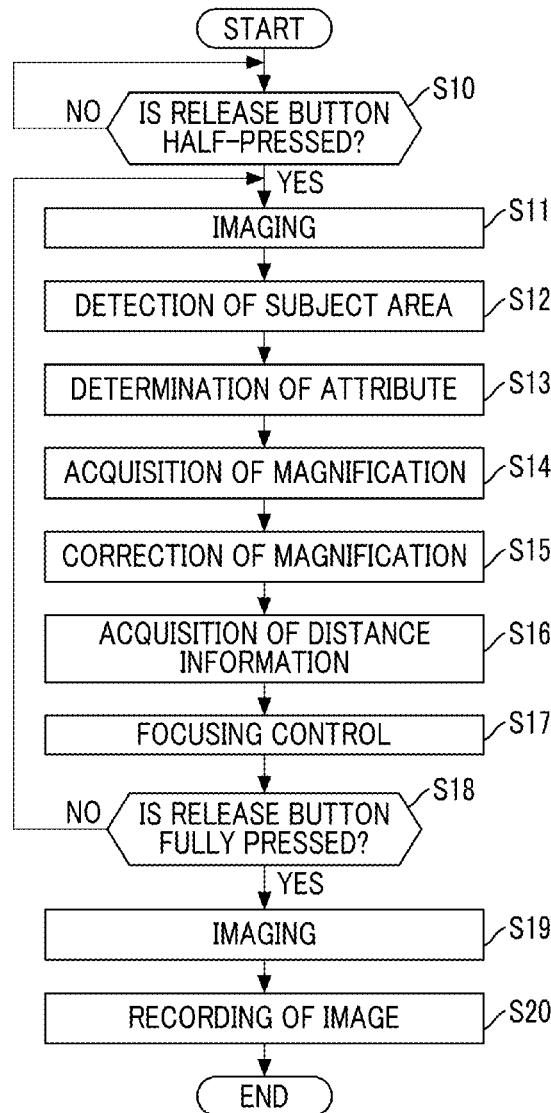 START
S10
NO
IS RELEASE BUTTON
HALF-PRESSED?
YES
S11
IMAGING
S12
DETECTION OF SUBJECT AREA
S13
DETERMINATION OF ATTRIBUTE
S14
ACQUISITION OF MAGNIFICATION
S15
CORRECTION OF MAGNIFICATION
S16
ACQUISITION OF DISTANCE
INFORMATION
S17
FOCUSING CONTROL
S18
NO
IS RELEASE BUTTON
FULLY PRESSED?
YES
S19
IMAGING
S20
RECORDING OF IMAGE
END